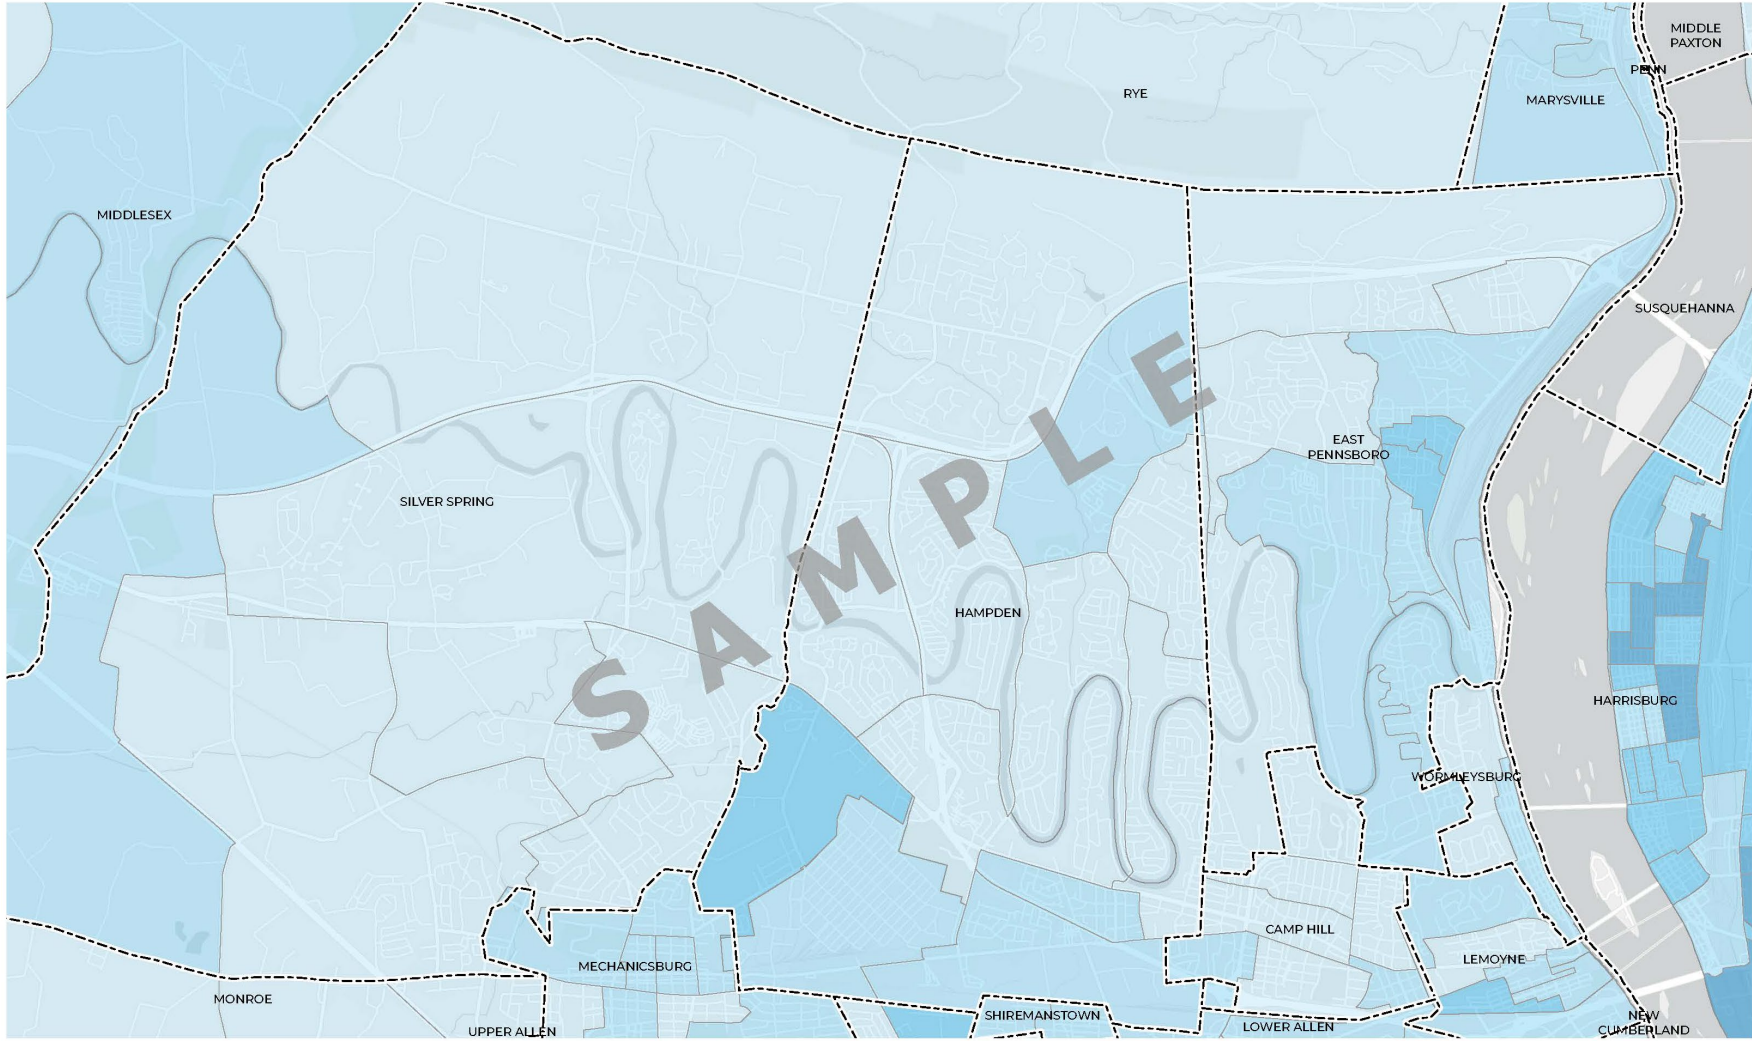 MIDDLE
PAXTON
PENN
RYE
MARYSVILLE
MIDDLESEX
SUSQUEHANNA
EAST
PENNSBORO
SILVER SPRING
SAMPLE
HAMPDEN
HARRISBURG
WORMLEYSBURG
CAMP HILL
LEMOYNE
MECHANICSBURG
MONROE
SHIREMANSTOWN
NEW
CUMBERLAND
UPPER ALLEN
LOWER ALLEN